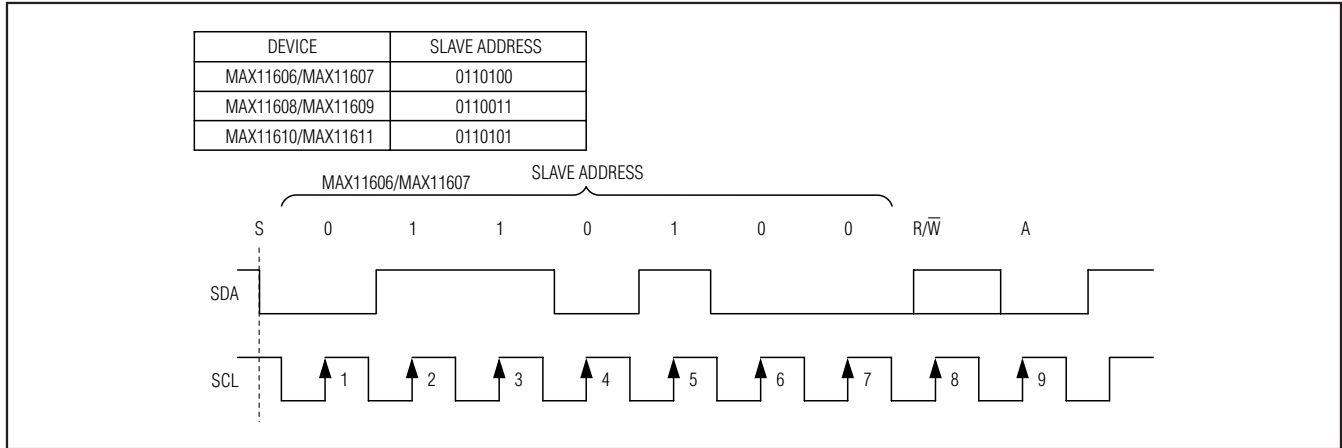 DEVICE SLAVE ADDRESS
MAX11606/MAX11607 0110100
MAX11608/MAX11609 0110011
MAX11610/MAX11611 0110101
MAX11606/MAX11607 SLAVE ADDRESS
S 0 1 1 0 1 0 0 R/W̅ A
SDA
SCL 1 2 3 4 5 6 7 8 9